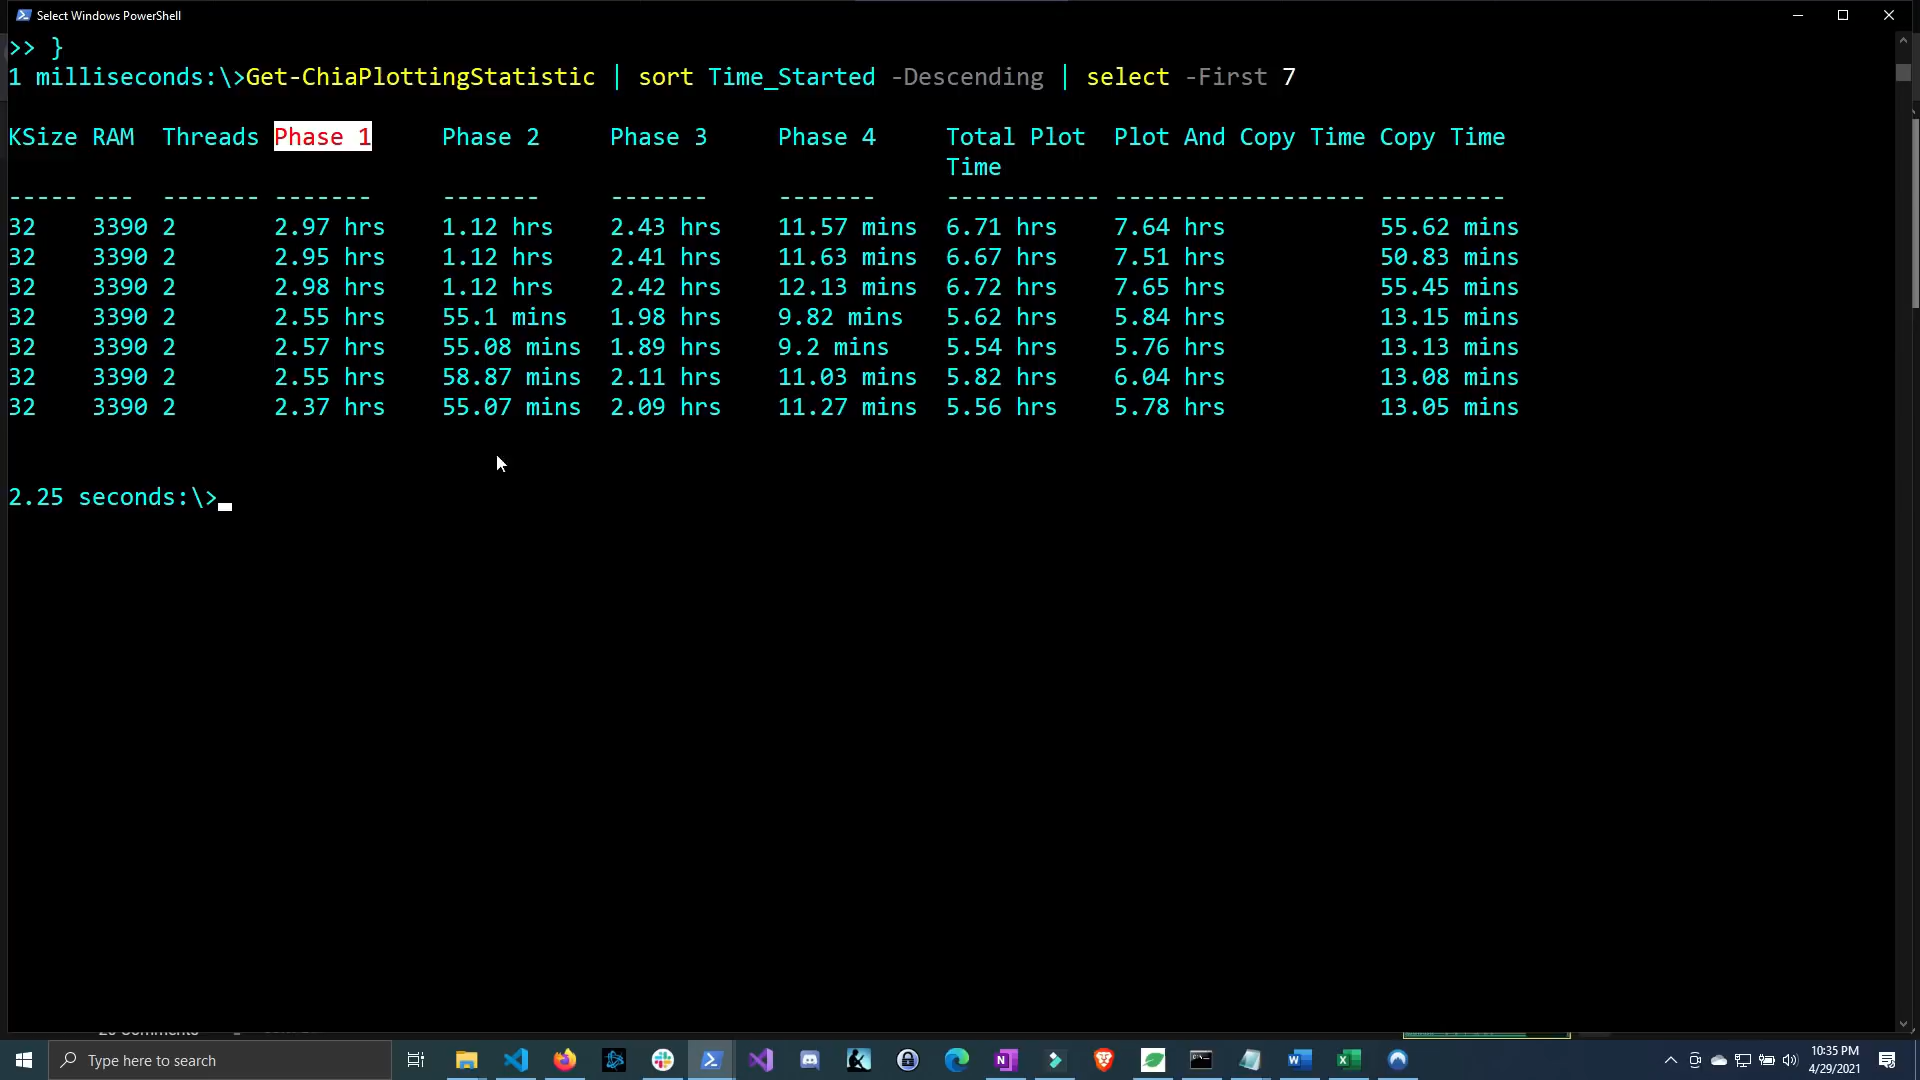 Select Windows PowerShell
>> }
1 milliseconds:\>Get-ChiaPlottingStatistic | sort Time_Started -Descending | select -First 7
KSize RAM Threads Phase 1 Phase 2 Phase 3 Phase 4 Total Plot Plot And Copy Time Copy Time
Time
----- --- ------- ------- ------- ------- ------- ----------- ------------------ ---------
32 3390 2 2.97 hrs 1.12 hrs 2.43 hrs 11.57 mins 6.71 hrs 7.64 hrs 55.62 mins
32 3390 2 2.95 hrs 1.12 hrs 2.41 hrs 11.63 mins 6.67 hrs 7.51 hrs 50.83 mins
32 3390 2 2.98 hrs 1.12 hrs 2.42 hrs 12.13 mins 6.72 hrs 7.65 hrs 55.45 mins
32 3390 2 2.55 hrs 55.1 mins 1.98 hrs 9.82 mins 5.62 hrs 5.84 hrs 13.15 mins
32 3390 2 2.57 hrs 55.08 mins 1.89 hrs 9.2 mins 5.54 hrs 5.76 hrs 13.13 mins
32 3390 2 2.55 hrs 58.87 mins 2.11 hrs 11.03 mins 5.82 hrs 6.04 hrs 13.08 mins
32 3390 2 2.37 hrs 55.07 mins 2.09 hrs 11.27 mins 5.56 hrs 5.78 hrs 13.05 mins
2.25 seconds:\>
Type here to search
10:35 PM
4/29/2021